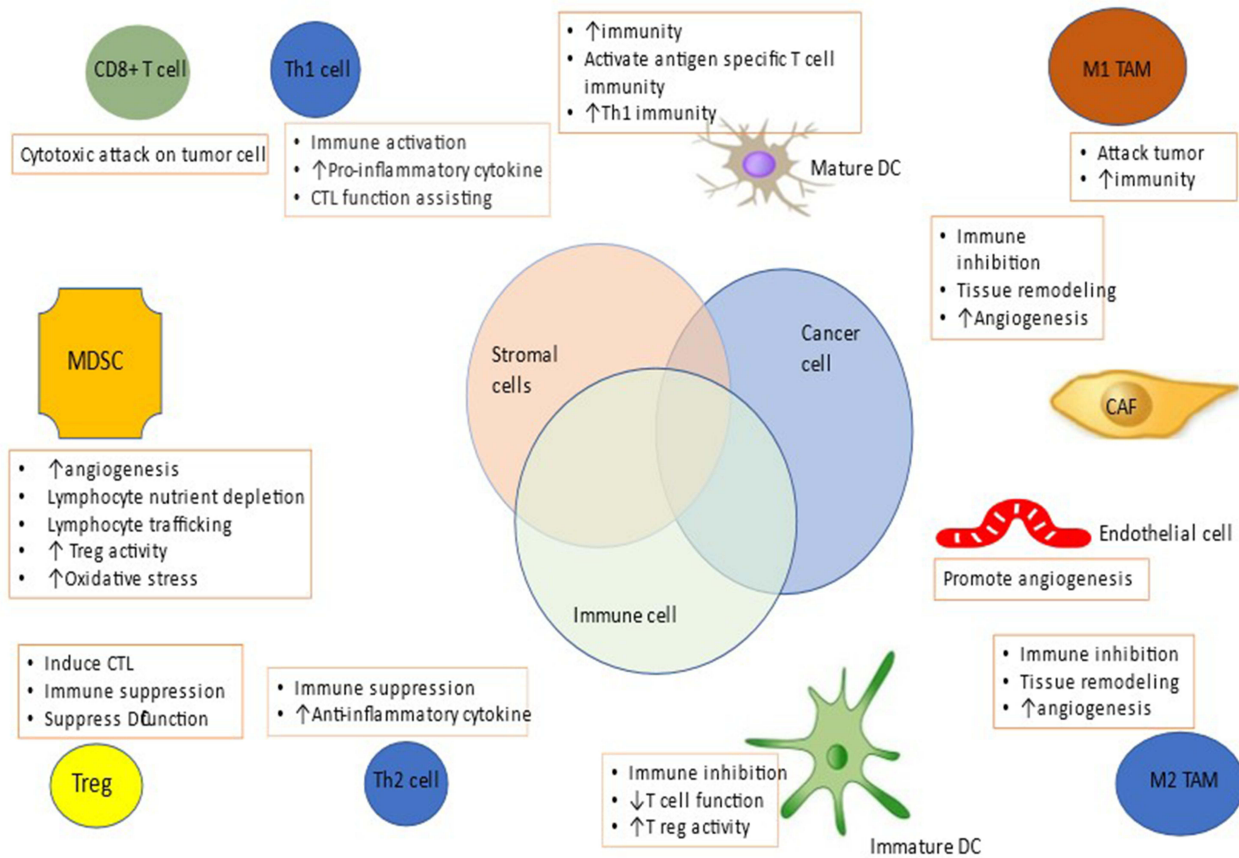 CD8+ T cell
Cytotoxic attack on tumor cell
Th1 cell
• Immune activation
• ↑Pro-inflammatory cytokine
• CTL function assisting
• ↑immunity
• Activate antigen specific T cell
immunity
• ↑Th1 immunity
Mature DC
M1 TAM
• Attack tumor
• ↑immunity
• Immune
inhibition
• Tissue remodeling
• ↑Angiogenesis
CAF
MDSC
• ↑angiogenesis
• Lymphocyte nutrient depletion
• Lymphocyte trafficking
• ↑ Treg activity
• ↑Oxidative stress
Stromal
cells
Cancer
cell
Immune cell
Endothelial cell
Promote angiogenesis
• Induce CTL
• Immune suppression
• Suppress DC function
Treg
• Immune suppression
• ↑Anti-inflammatory cytokine
Th2 cell
• Immune inhibition
• ↓T cell function
• ↑T reg activity
Immature DC
• Immune inhibition
• Tissue remodeling
• ↑angiogenesis
M2 TAM